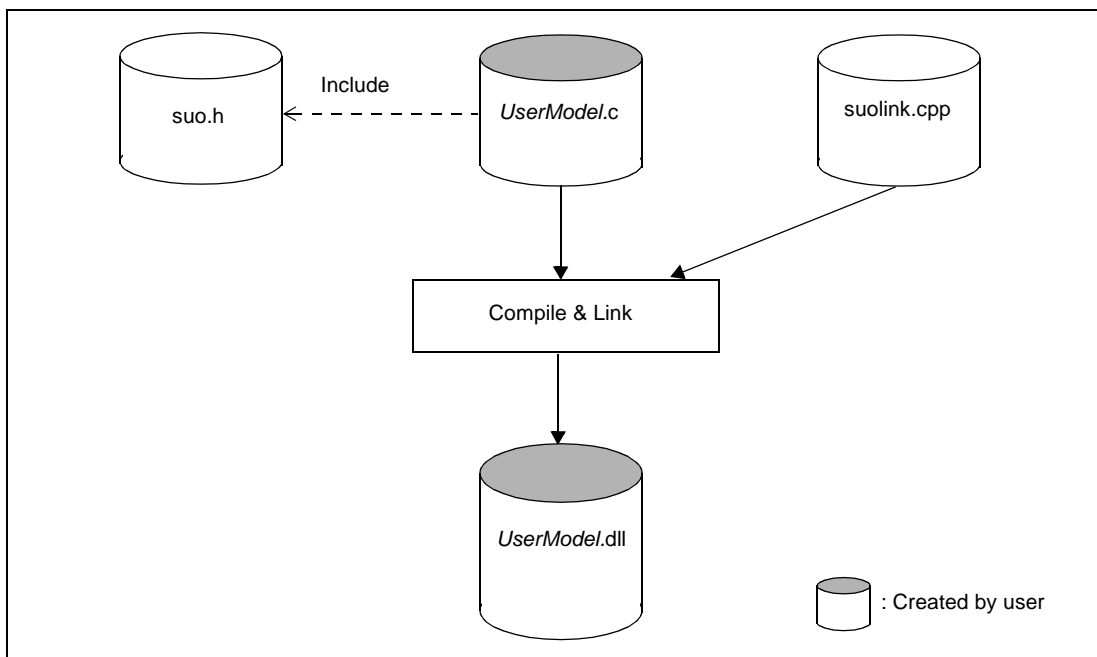 Include
suo.h
UserModel.c
suolink.cpp
Compile & Link
UserModel.dll
: Created by user